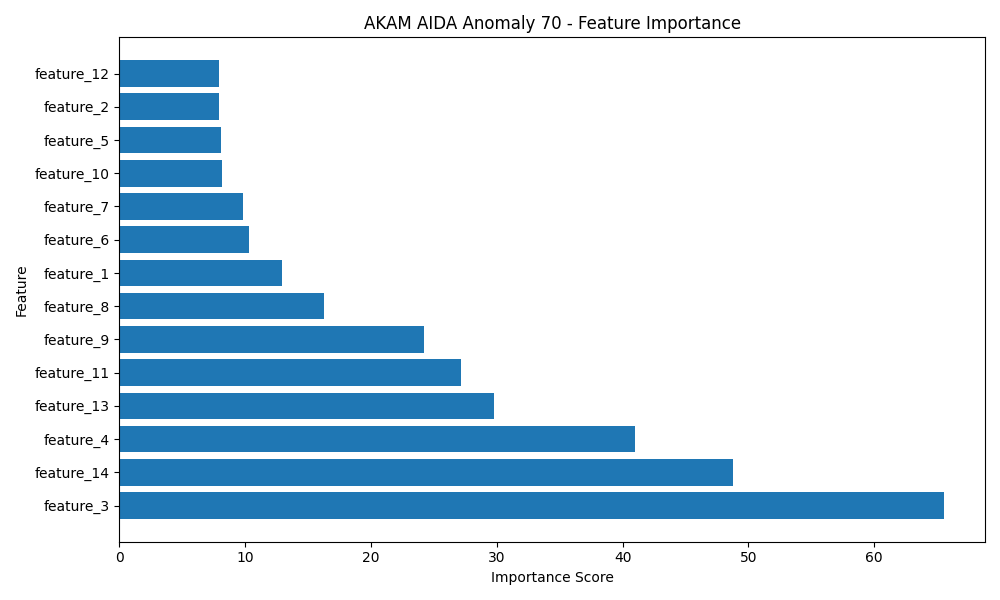 AKAM AIDA Anomaly 70 - Feature Importance
Feature
feature_12
feature_2
feature_5
feature_10
feature_7
feature_6
feature_1
feature_8
feature_9
feature_11
feature_13
feature_4
feature_14
feature_3
0 10 20 30 40 50 60
Importance Score